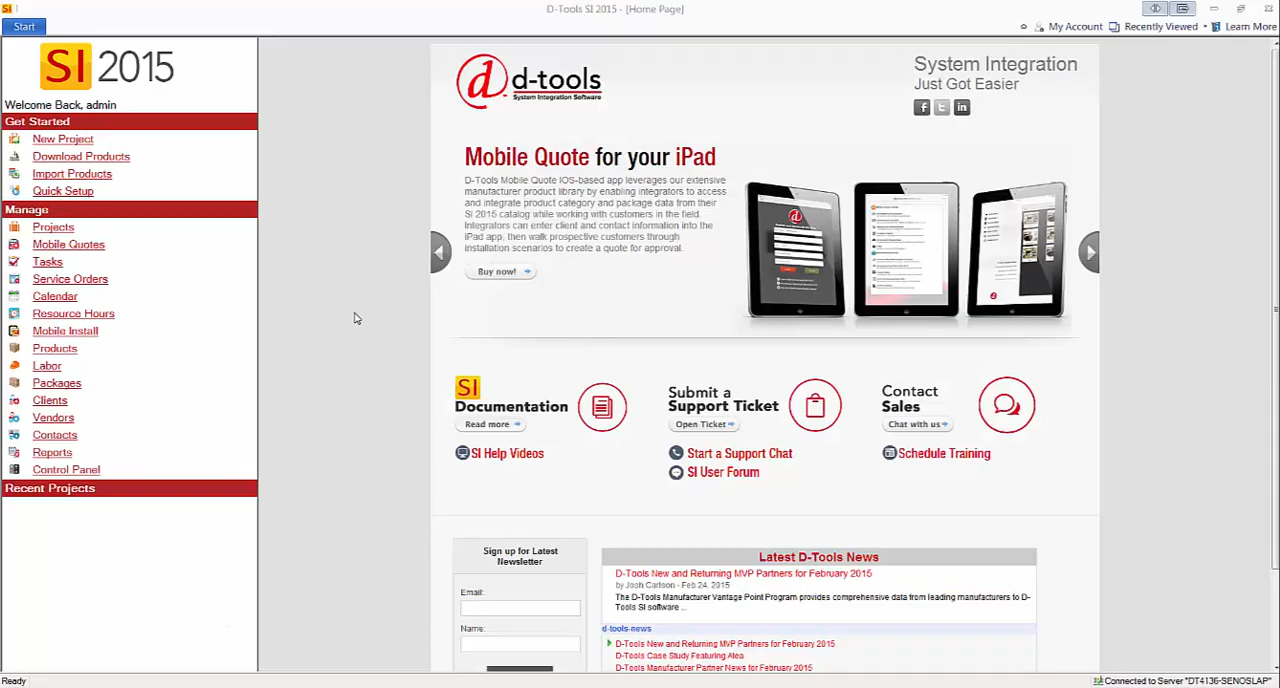 SI
D-Tools SI 2015 - [Home Page]
Start
My Account
Recently Viewed
Learn More
SI 2015
Welcome Back, admin
Get Started
New Project
Download Products
Import Products
Quick Setup
Manage
Projects
Mobile Quotes
Tasks
Service Orders
Calendar
Resource Hours
Mobile Install
Products
Labor
Packages
Clients
Vendors
Contacts
Reports
Control Panel
Recent Projects
d d-tools
System Integration Software
System Integration
Just Got Easier
f t in
Mobile Quote for your iPad
D-Tools Mobile Quote IOS-based app leverages our extensive
manufacturer product library by enabling integrators to access
and integrate product category and package data from their
SI 2015 catalog while working with customers in the field.
Integrators can enter client and contact information into the
iPad app, then walk prospective customers through
installation scenarios to create a quote for approval.
Buy now!
SI
Documentation
Read more
SI Help Videos
Submit a
Support Ticket
Open Ticket
Start a Support Chat
SI User Forum
Contact
Sales
Chat with us
Schedule Training
Sign up for Latest
Newsletter
Email:
Name:
Latest D-Tools News
D-Tools New and Returning MVP Partners for February 2015
by Josh Carlson - Feb 24, 2015
The D-Tools Manufacturer Vantage Point Program provides comprehensive data from leading manufacturers to D-
Tools SI software ...
d-tools-news
D-Tools New and Returning MVP Partners for February 2015
D-Tools Case Study Featuring Atea
D-Tools Manufacturer Partner News for February 2015
Ready
Connected to Server "DT4136-SENOSLAP"